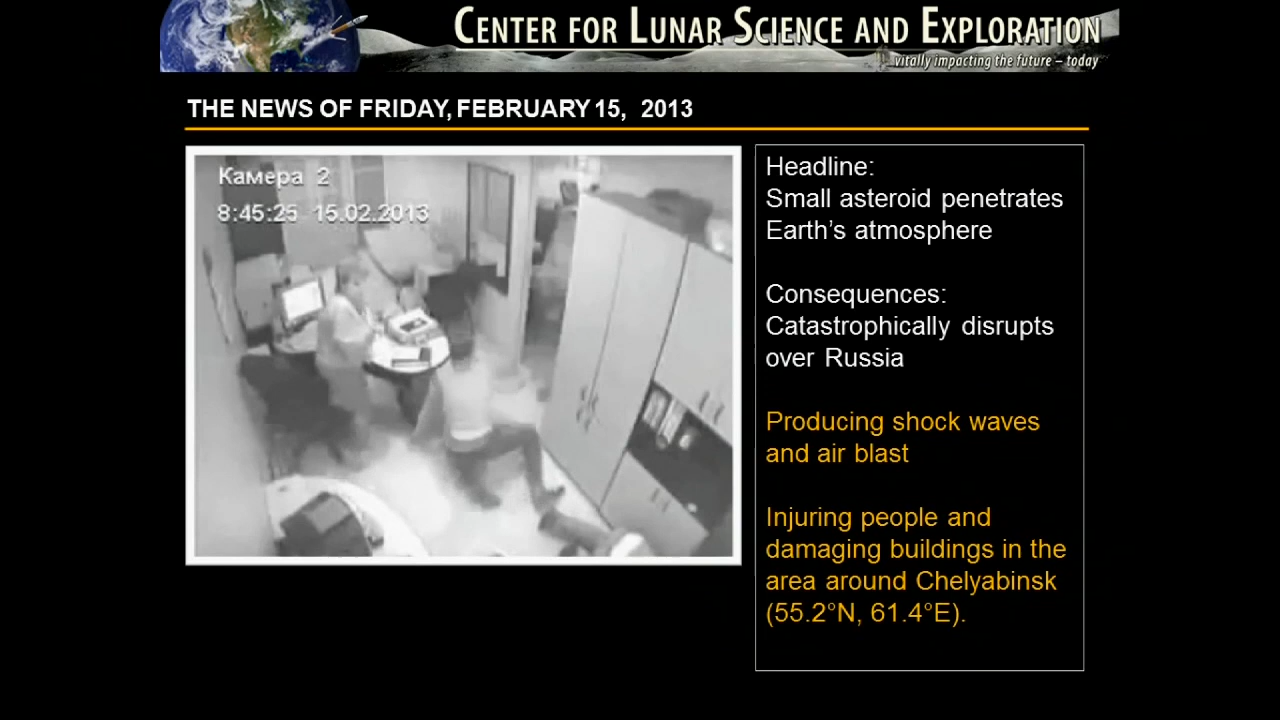 CENTER FOR LUNAR SCIENCE AND EXPLORATION
...vitally impacting the future – today
THE NEWS OF FRIDAY, FEBRUARY 15, 2013
Камера 2
8:45:25 15.02.2013
Headline:
Small asteroid penetrates
Earth’s atmosphere
Consequences:
Catastrophically disrupts
over Russia
Producing shock waves
and air blast
Injuring people and
damaging buildings in the
area around Chelyabinsk
(55.2°N, 61.4°E).